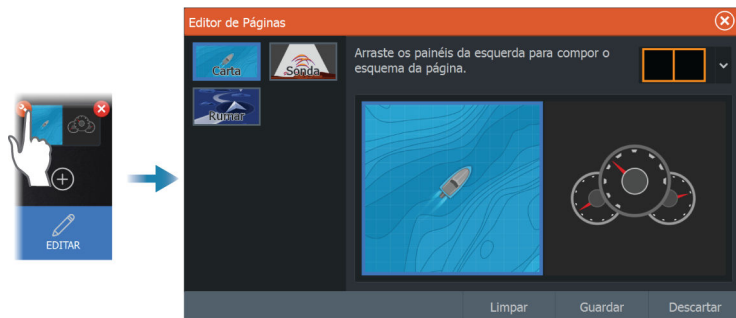 EDITAR
Editor de Páginas
Carta
Sonda
Rumar
Arraste os painéis da esquerda para compor o
esquema da página.
Limpar
Guardar
Descartar